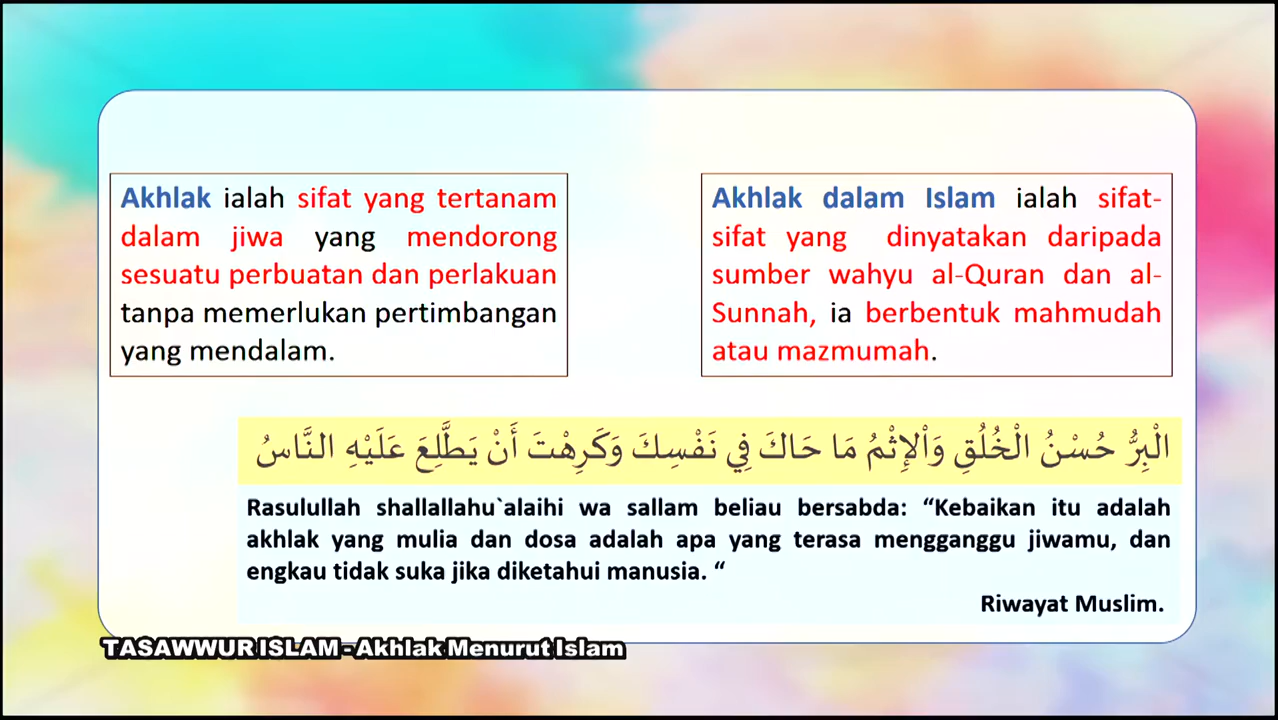 Akhlak ialah sifat yang tertanam
dalam jiwa yang mendorong
sesuatu perbuatan dan perlakuan
tanpa memerlukan pertimbangan
yang mendalam.
Akhlak dalam Islam ialah sifat-
sifat yang dinyatakan daripada
sumber wahyu al-Quran dan al-
Sunnah, ia berbentuk mahmudah
atau mazmumah.
الْبِرُّ حُسْنُ الْخُلُقِ وَاْلإِثْمُ مَا حَاكَ فِي نَفْسِكَ وَكَرِهْتَ أَنْ يَطَّلِعَ عَلَيْهِ النَّاسُ
Rasulullah shallallahu`alaihi wa sallam beliau bersabda: “Kebaikan itu adalah
akhlak yang mulia dan dosa adalah apa yang terasa mengganggu jiwamu, dan
engkau tidak suka jika diketahui manusia. “
Riwayat Muslim.
TASAWWUR ISLAM - Akhlak Menurut Islam